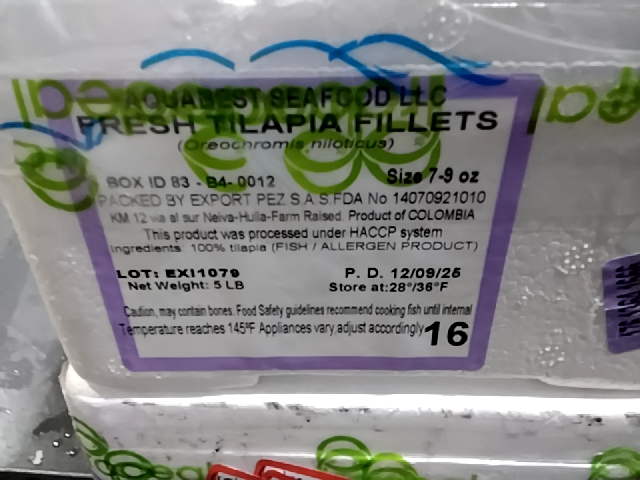 AQUABEST SEAFOOD LLC
FRESH TILAPIA FILLETS
(Oreochromis niloticus)
BOX ID 83 - B4- 0012 Size 7-9 oz
PACKED BY EXPORT PEZ S.A.S.FDA No 14070921010
KM 12 via al sur Neiva-Huila-Farm Raised. Product of COLOMBIA
This product was processed under HACCP system
Ingredients: 100% tilapia (FISH / ALLERGEN PRODUCT)
LOT: EXI1079 P. D. 12/09/25
Net Weight: 5 LB Store at:28°/36°F
Caution, may contain bones. Food Safety guidelines recommend cooking fish until internal
Temperature reaches 145ºF Appliances vary,adjust accordingly 16